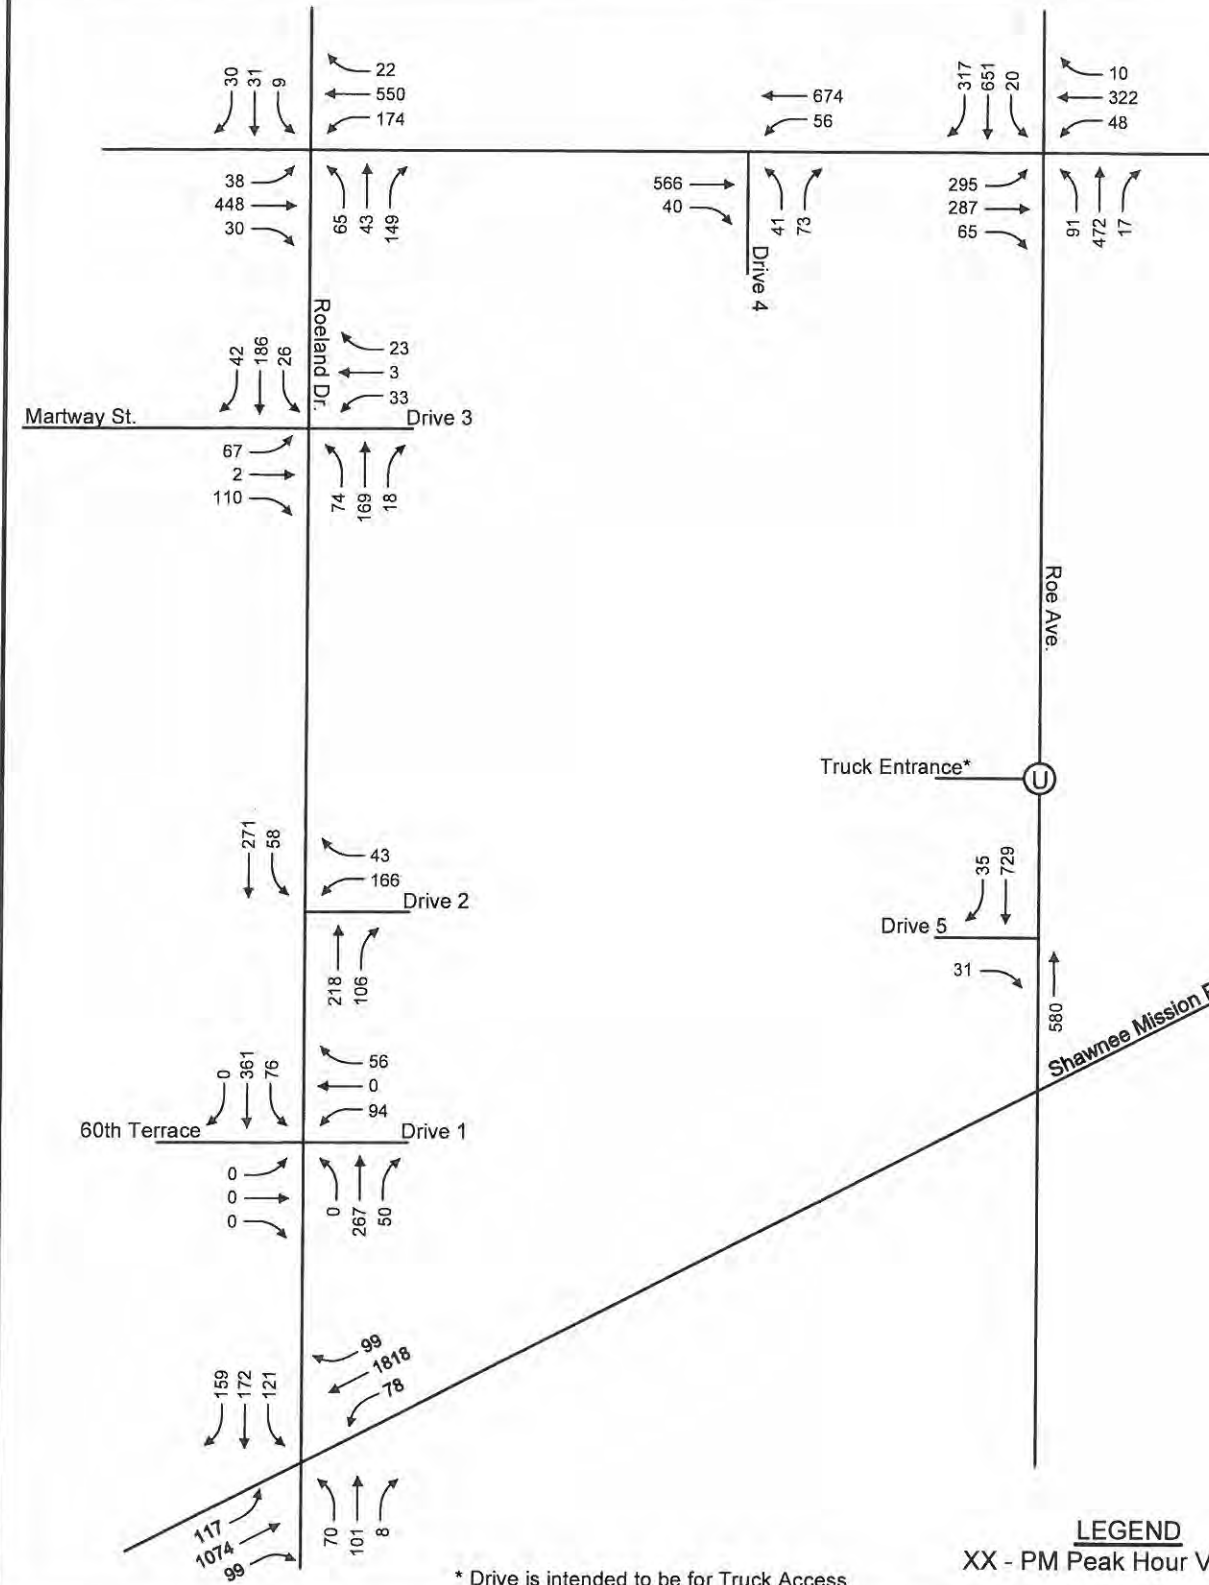 30 31 9
22
550
174
38
448
30
65 43 149
674
56
566
40
41 73
Drive 4
317 651 20
10
322
48
295
287
65
91 472 17
Roeland Dr.
42 186 26
23
3
33
Martway St.
Drive 3
67
2
110
74 169 18
Roe Ave.
Truck Entrance*
U
271 58
43
166
Drive 2
218 106
35 729
Drive 5
31
580
Shawnee Mission
0 361 76
56
0
94
60th Terrace
Drive 1
0
0
0
0 267 50
99
1818
78
159 172 121
117
1074
99
70 101 8
LEGEND
XX - PM Peak Hour V
* Drive is intended to be for Truck Access